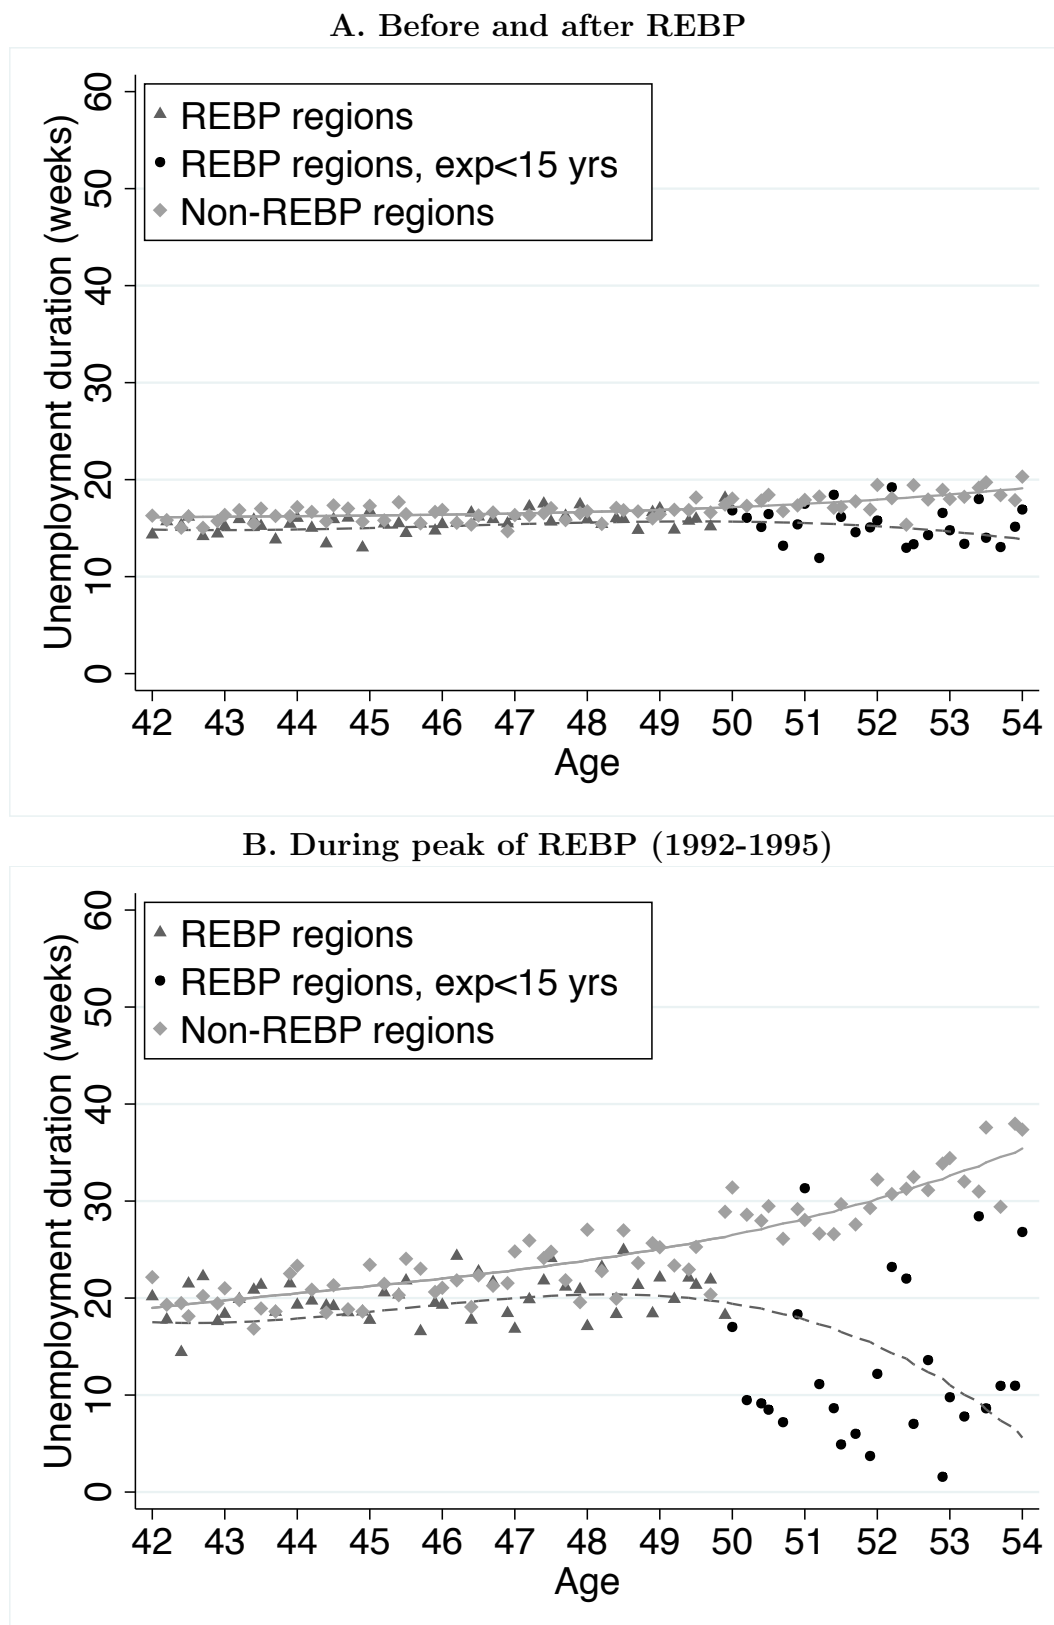 A. Before and after REBP
REBP regions
REBP regions, exp<15 yrs
Non-REBP regions
Unemployment duration (weeks)
60
50
40
30
20
10
0
42 43 44 45 46 47 48 49 50 51 52 53 54
Age
B. During peak of REBP (1992-1995)
REBP regions
REBP regions, exp<15 yrs
Non-REBP regions
Unemployment duration (weeks)
60
50
40
30
20
10
0
42 43 44 45 46 47 48 49 50 51 52 53 54
Age